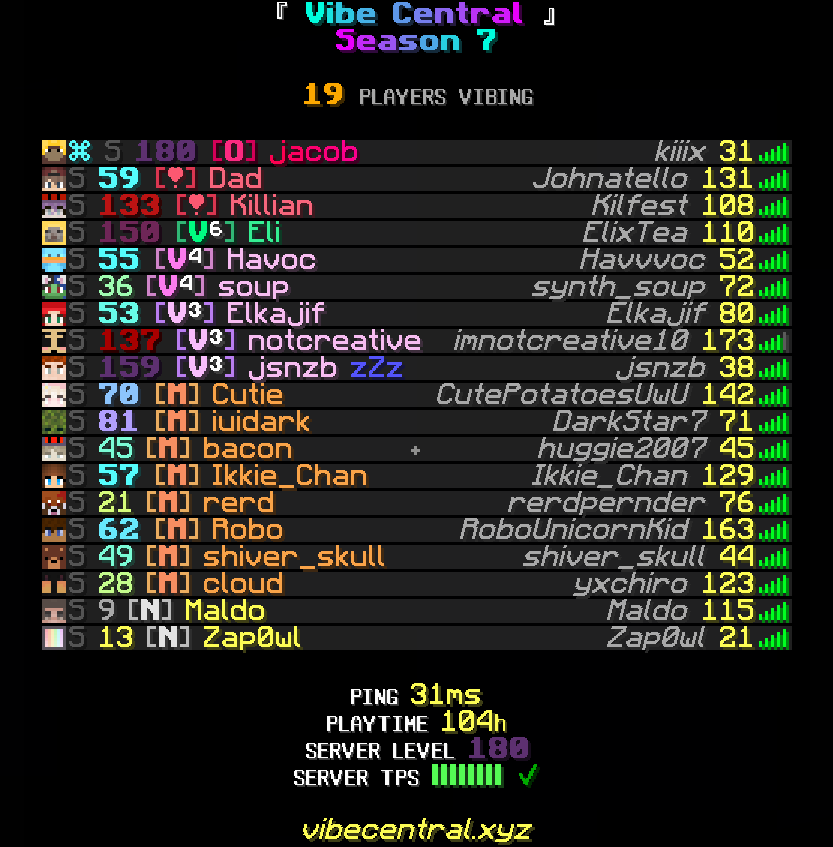 『 Vibe Central 』
Season 7
19 PLAYERS VIBING
⌘ S 180 [O] jacob kiiix 31
S 59 [♥] Dad Johnatello 131
S 133 [♥] Killian Kilfest 108
S 150 [V⁶] Eli ElixTea 110
S 55 [V⁴] Havoc Havvvoc 52
S 36 [V⁴] soup synth_soup 72
S 53 [V³] Elkajif Elkajif 80
S 137 [V³] notcreative imnotcreative10 173
S 159 [V³] jsnzb zZz jsnzb 38
S 70 [M] Cutie CutePotatoesUwU 142
S 81 [M] iuidark DarkStar7 71
S 45 [M] bacon huggie2007 45
S 57 [M] Ikkie_Chan Ikkie_Chan 129
S 21 [M] rerd rerdpernder 76
S 62 [M] Robo RoboUnicornKid 163
S 49 [M] shiver_skull shiver_skull 44
S 28 [M] cloud yxchiro 123
S 9 [N] Maldo Maldo 115
S 13 [N] Zap0wl Zap0wl 21
PING 31ms
PLAYTIME 104h
SERVER LEVEL 180
SERVER TPS ✓
vibecentral.xyz